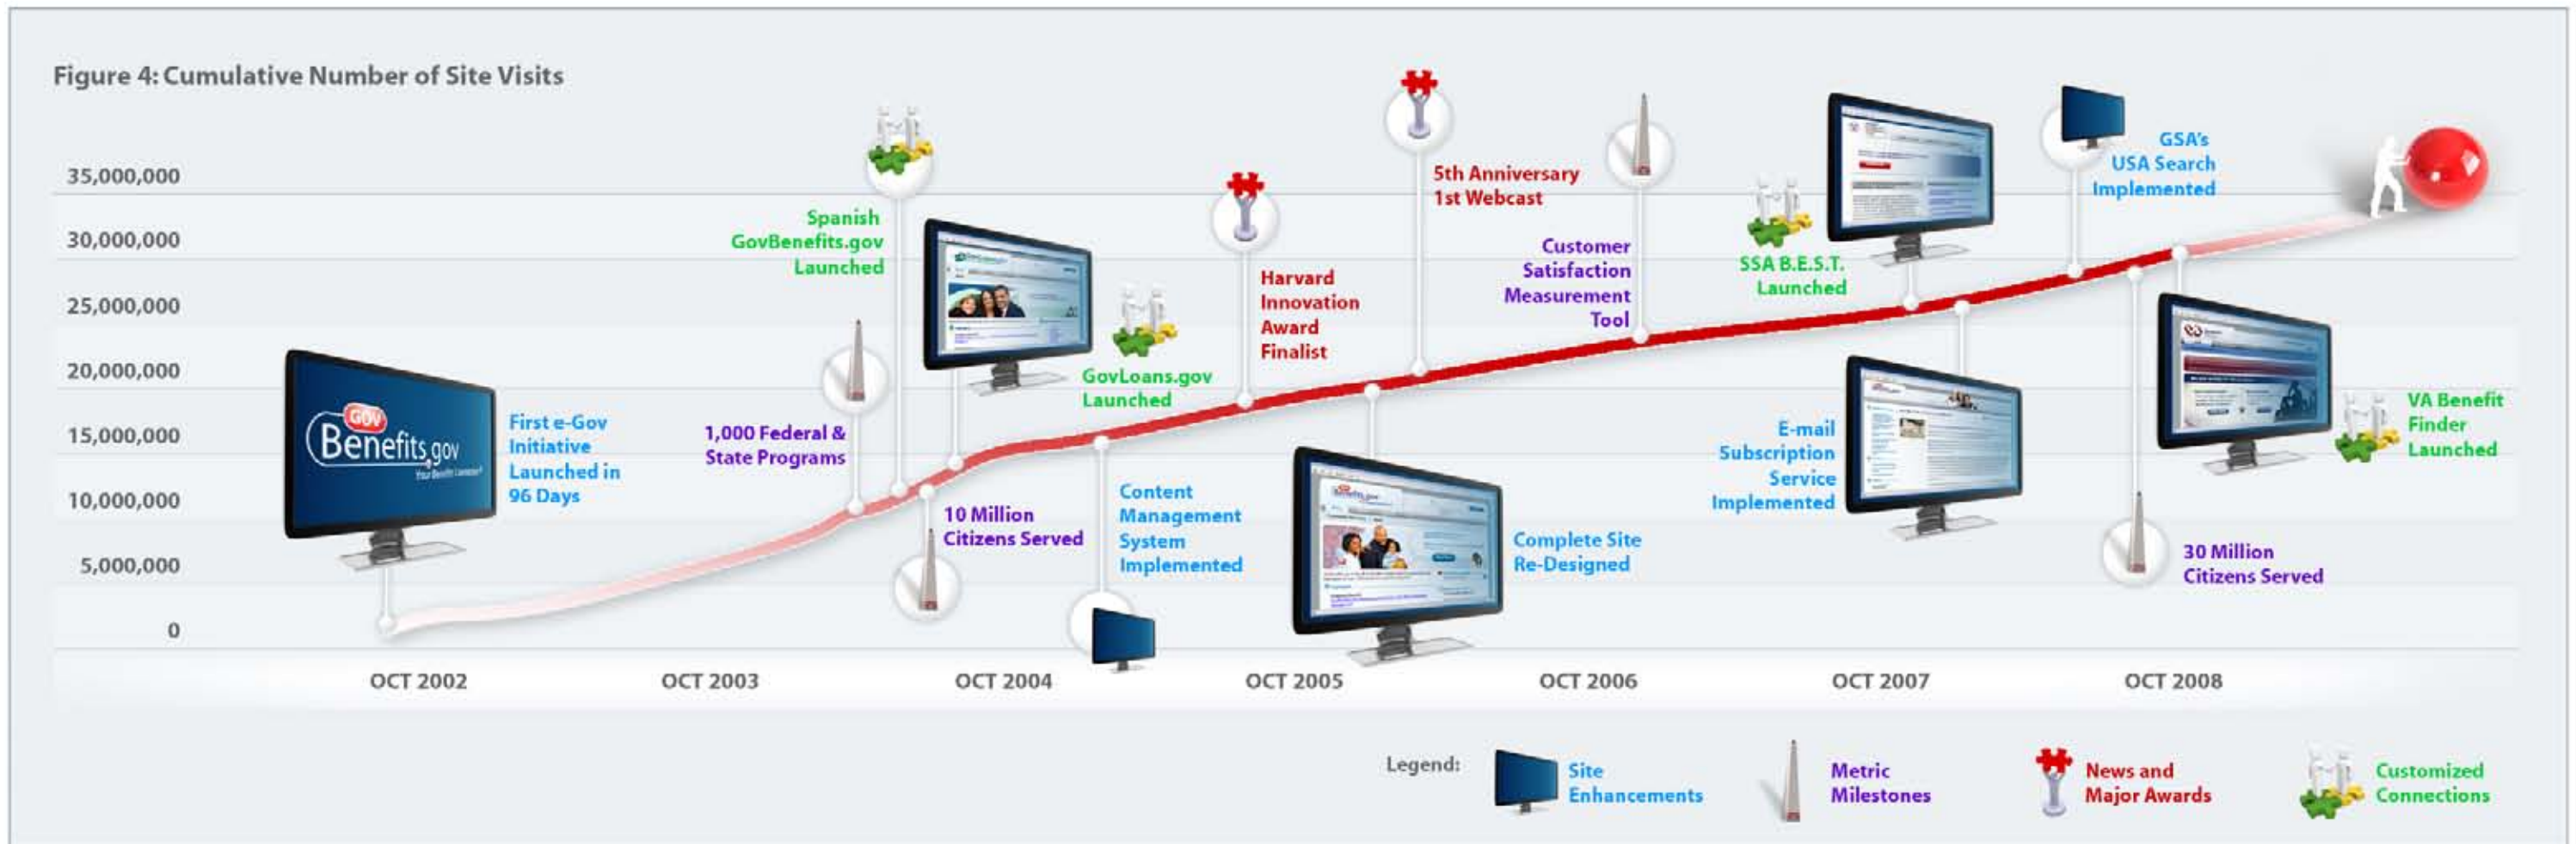 Figure 4: Cumulative Number of Site Visits
35,000,000
30,000,000
25,000,000
20,000,000
15,000,000
10,000,000
5,000,000
0
GOV
Benefits.gov
First e-Gov
Initiative
Launched in
96 Days
1,000 Federal &
State Programs
Spanish
GovBenefits.gov
Launched
10 Million
Citizens Served
GovLoans.gov
Launched
Content
Management
System
Implemented
Harvard
Innovation
Award
Finalist
5th Anniversary
1st Webcast
Complete Site
Re-Designed
Customer
Satisfaction
Measurement
Tool
SSA B.E.S.T.
Launched
E-mail
Subscription
Service
Implemented
GSA's
USA Search
Implemented
30 Million
Citizens Served
VA Benefit
Finder
Launched
OCT 2002
OCT 2003
OCT 2004
OCT 2005
OCT 2006
OCT 2007
OCT 2008
Legend:
Site
Enhancements
Metric
Milestones
News and
Major Awards
Customized
Connections